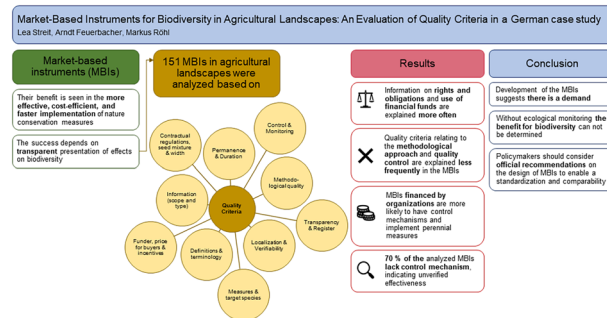 Market-Based Instruments for Biodiversity in Agricultural Landscapes: An Evaluation of Quality Criteria in a German case study
Lea Streit, Arndt Feuerbacher, Markus Röhl
Market-based
instruments (MBIs)
Their benefit is seen in the more
effective, cost-efficient, and
faster implementation of nature
conservation measures
The success depends on
transparent presentation of effects
on biodiversity
151 MBIs in agricultural
landscapes were
analyzed based on
Control &
Monitoring
Permanence
& Duration
Contractual
regulations,
seed mixture
& width
Methodo-
logical quality
Information
(scope and
type)
Quality
Criteria
Transparency
& Register
Funder, price
for buyers &
incentives
Definitions &
terminology
Localization &
Verifiability
Measures &
target species
Results
Information on rights and
obligations and use of
financial funds are
explained more often
Quality criteria relating to
the methodological
approach and quality
control are explained less
frequently in the MBIs
MBIs financed by
organizations are more
likely to have control
mechanisms and
implement perennial
measures
70 % of the analyzed MBIs
lack control mechanism,
indicating unverified
effectiveness
Conclusion
Development of the MBIs
suggests there is a demand
Without ecological monitoring the
benefit for biodiversity can not
be determined
Policymakers should consider
official recommendations on
the design of MBIs to enable a
standardization and comparability